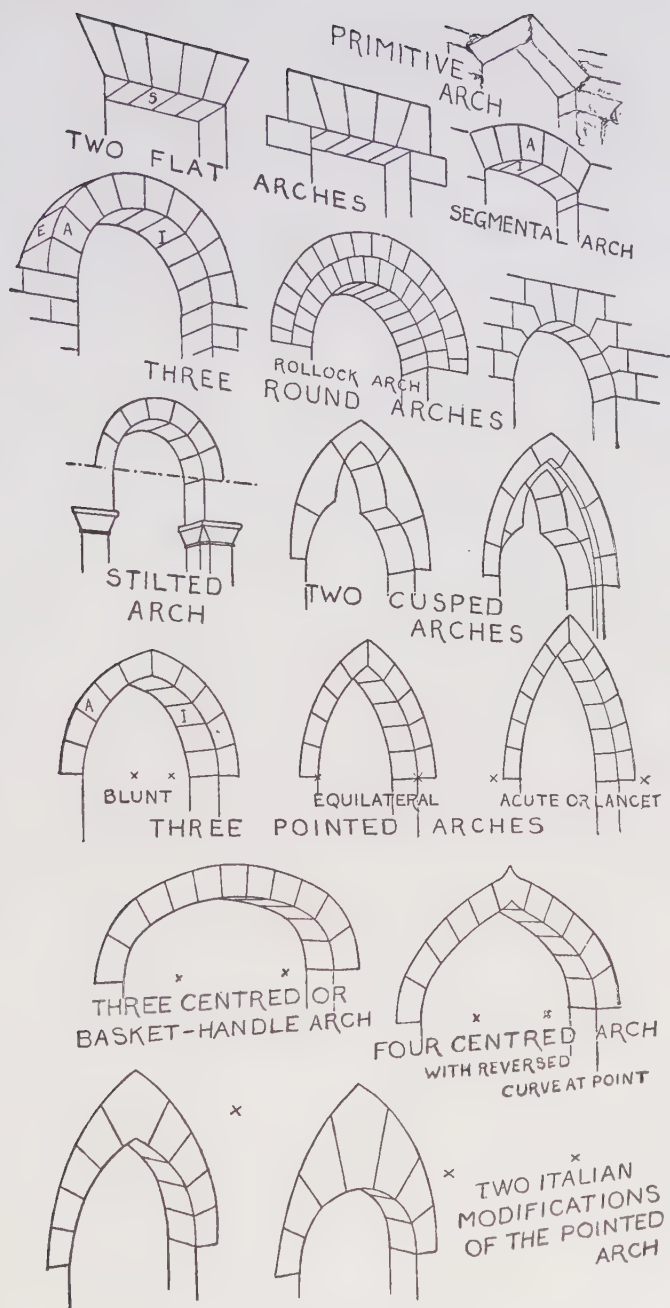 PRIMITIVE
ARCH
S
TWO FLAT ARCHES
A
I
SEGMENTAL ARCH
E A I
ROLLOCK ARCH
THREE ROUND ARCHES
STILTED
ARCH
TWO CUSPED
ARCHES
A I
BLUNT
EQUILATERAL
ACUTE OR LANCET
THREE POINTED ARCHES
THREE CENTRED OR
BASKET-HANDLE ARCH
FOUR CENTRED ARCH
WITH REVERSED
CURVE AT POINT
TWO ITALIAN
MODIFICATIONS
OF THE POINTED
ARCH